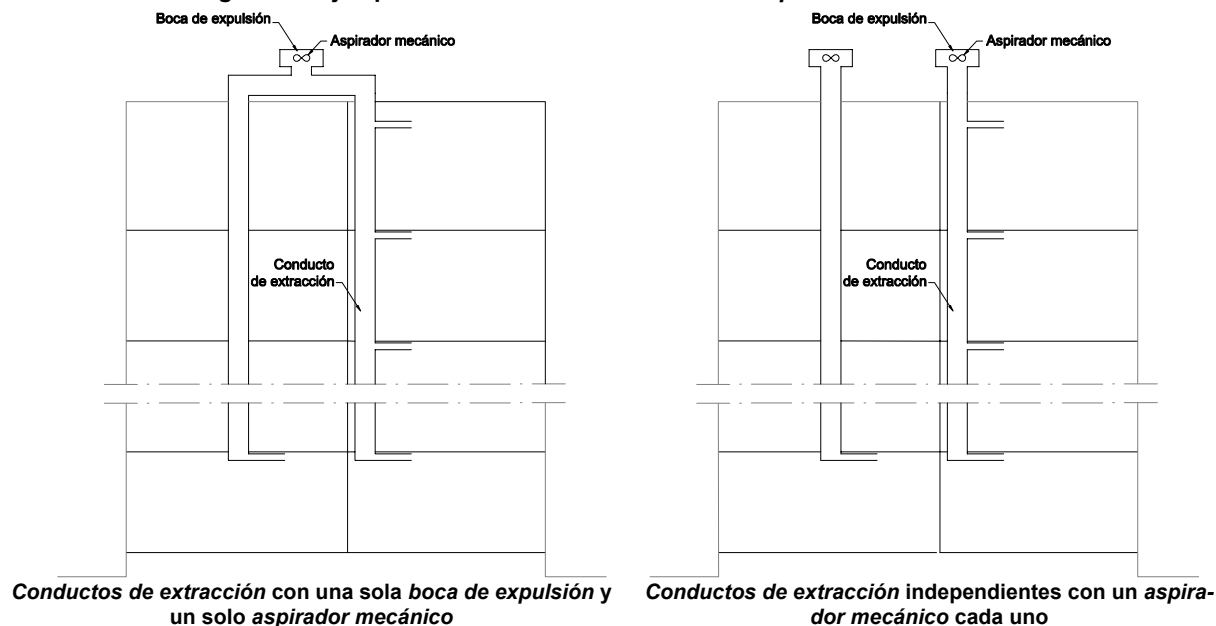 Boca de expulsión
Aspirador mecánico
Conducto
de extracción
Conductos de extracción con una sola boca de expulsión y
un solo aspirador mecánico
Boca de expulsión
Aspirador mecánico
Conducto
de extracción
Conductos de extracción independientes con un aspira-
dor mecánico cada uno